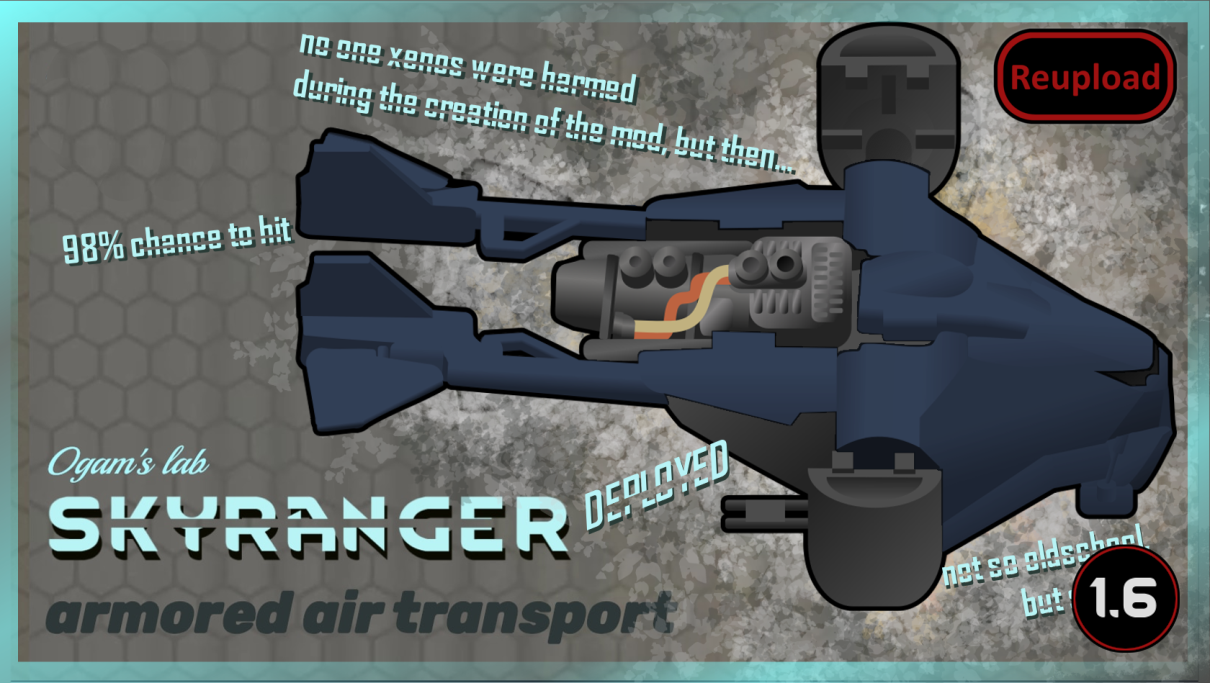 no one xenos were harmed
during the creation of the mod, but then...
Reupload
98% chance to hit
Ogam's lab
SKYRANGER
DEPLOYED
armored air transport
not so oldschool,
but
1.6